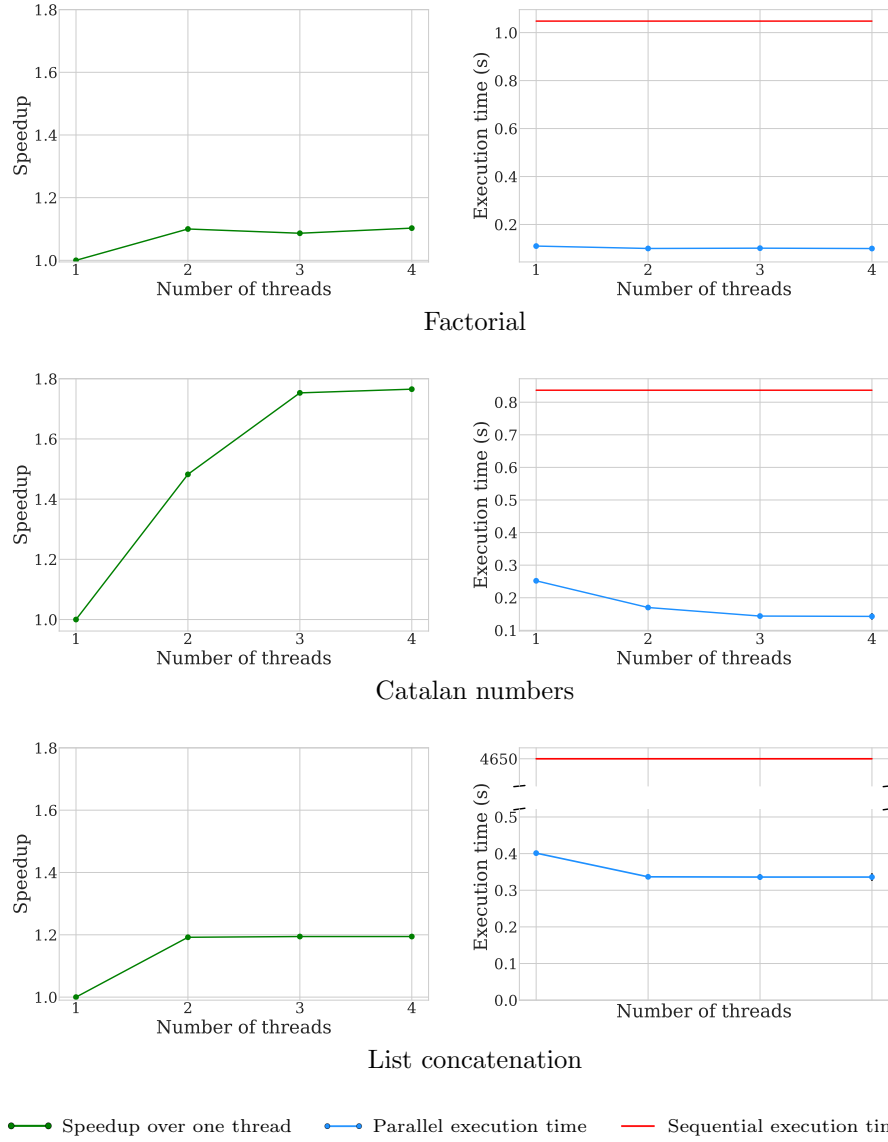 1.8
1.6
1.4
1.2
1.0
Speedup
1 2 3 4
Number of threads
1.0
0.8
0.6
0.4
0.2
Execution time (s)
1 2 3 4
Number of threads
Factorial
1.8
1.6
1.4
1.2
1.0
Speedup
1 2 3 4
Number of threads
0.8
0.7
0.6
0.5
0.4
0.3
0.2
0.1
Execution time (s)
1 2 3 4
Number of threads
Catalan numbers
1.8
1.6
1.4
1.2
1.0
Speedup
1 2 3 4
Number of threads
4650
0.5
0.4
0.3
0.2
0.1
0.0
Execution time (s)
Number of threads
List concatenation
Speedup over one thread Parallel execution time Sequential execution